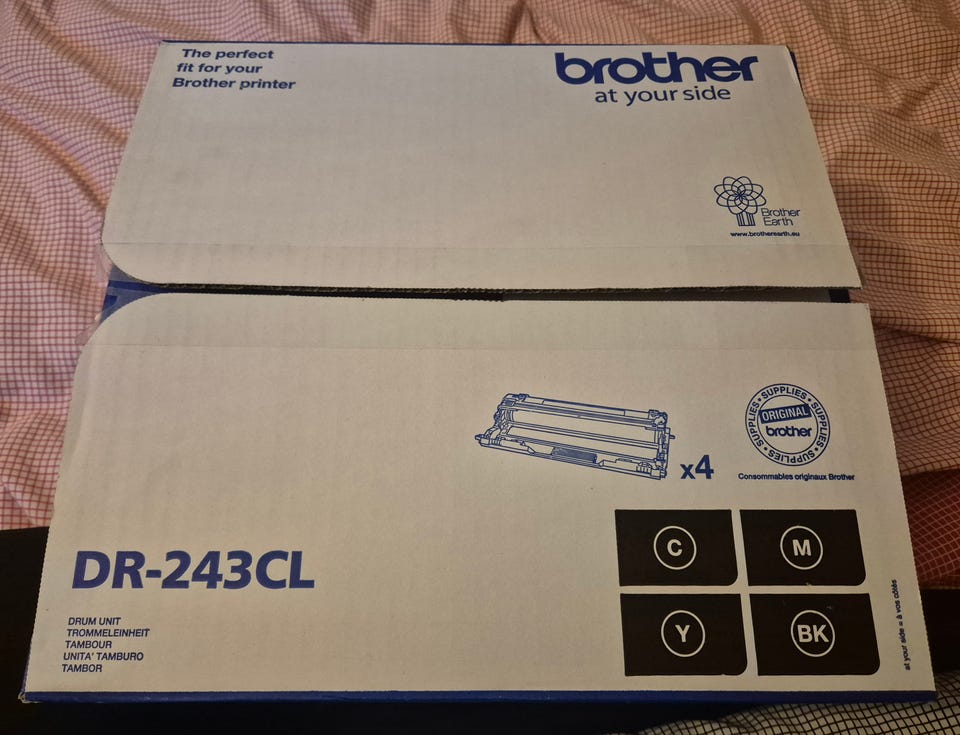 The perfect
fit for your
Brother printer
brother
at your side
Brother
Earth
www.brotherearth.eu
x4
SUPPLIES • SUPPLIES • SUPPLIES • SUPPLIES •
ORIGINAL
brother
Consommables originaux Brother
DR-243CL
DRUM UNIT
TROMMELEINHEIT
TAMBOUR
UNITA' TAMBURO
TAMBOR
C
M
Y
BK
at your side = à vos côtés